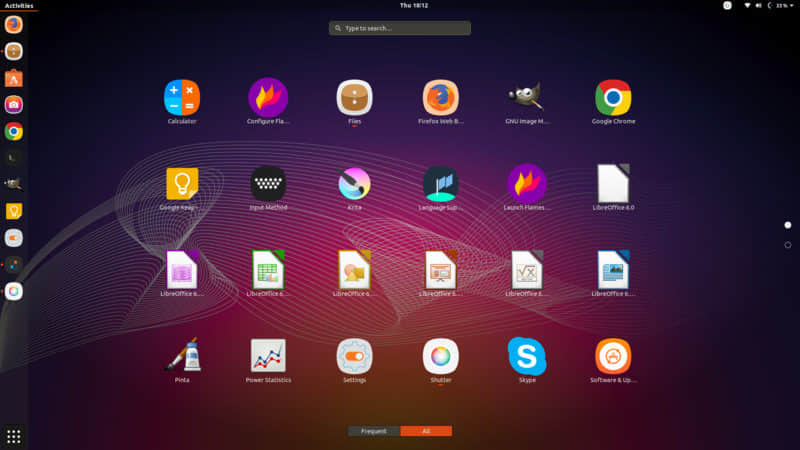 Activities
Thu 18:12
33 %
Type to search...
Calculator
Configure Fla...
Files
Firefox Web B...
GNU Image M...
Google Chrome
Google Keep -...
Input Method
Krita
Language Sup...
Launch Flames...
LibreOffice 6.0
LibreOffice 6....
LibreOffice 6....
LibreOffice 6....
LibreOffice 6....
LibreOffice 6....
LibreOffice 6....
Pinta
Power Statistics
Settings
Shutter
Skype
Software & Up...
Frequent
All